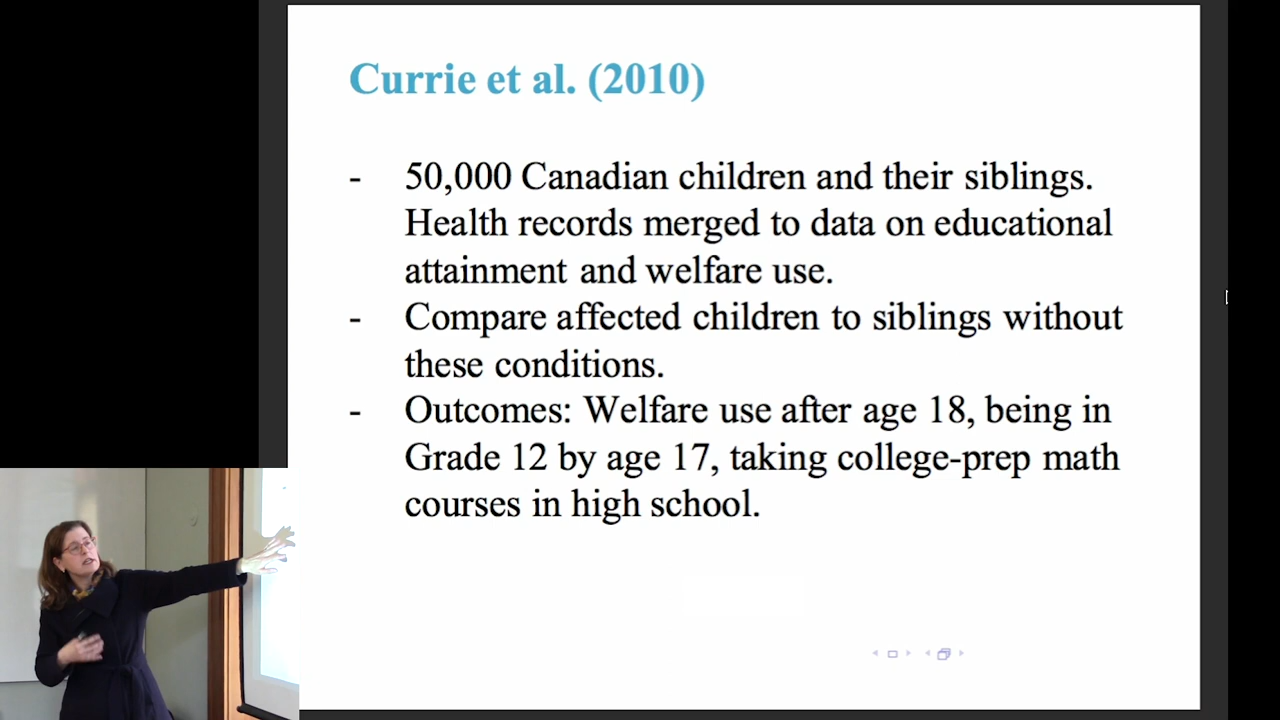 Currie et al. (2010)
- 50,000 Canadian children and their siblings.
Health records merged to data on educational
attainment and welfare use.
- Compare affected children to siblings without
these conditions.
- Outcomes: Welfare use after age 18, being in
Grade 12 by age 17, taking college-prep math
courses in high school.